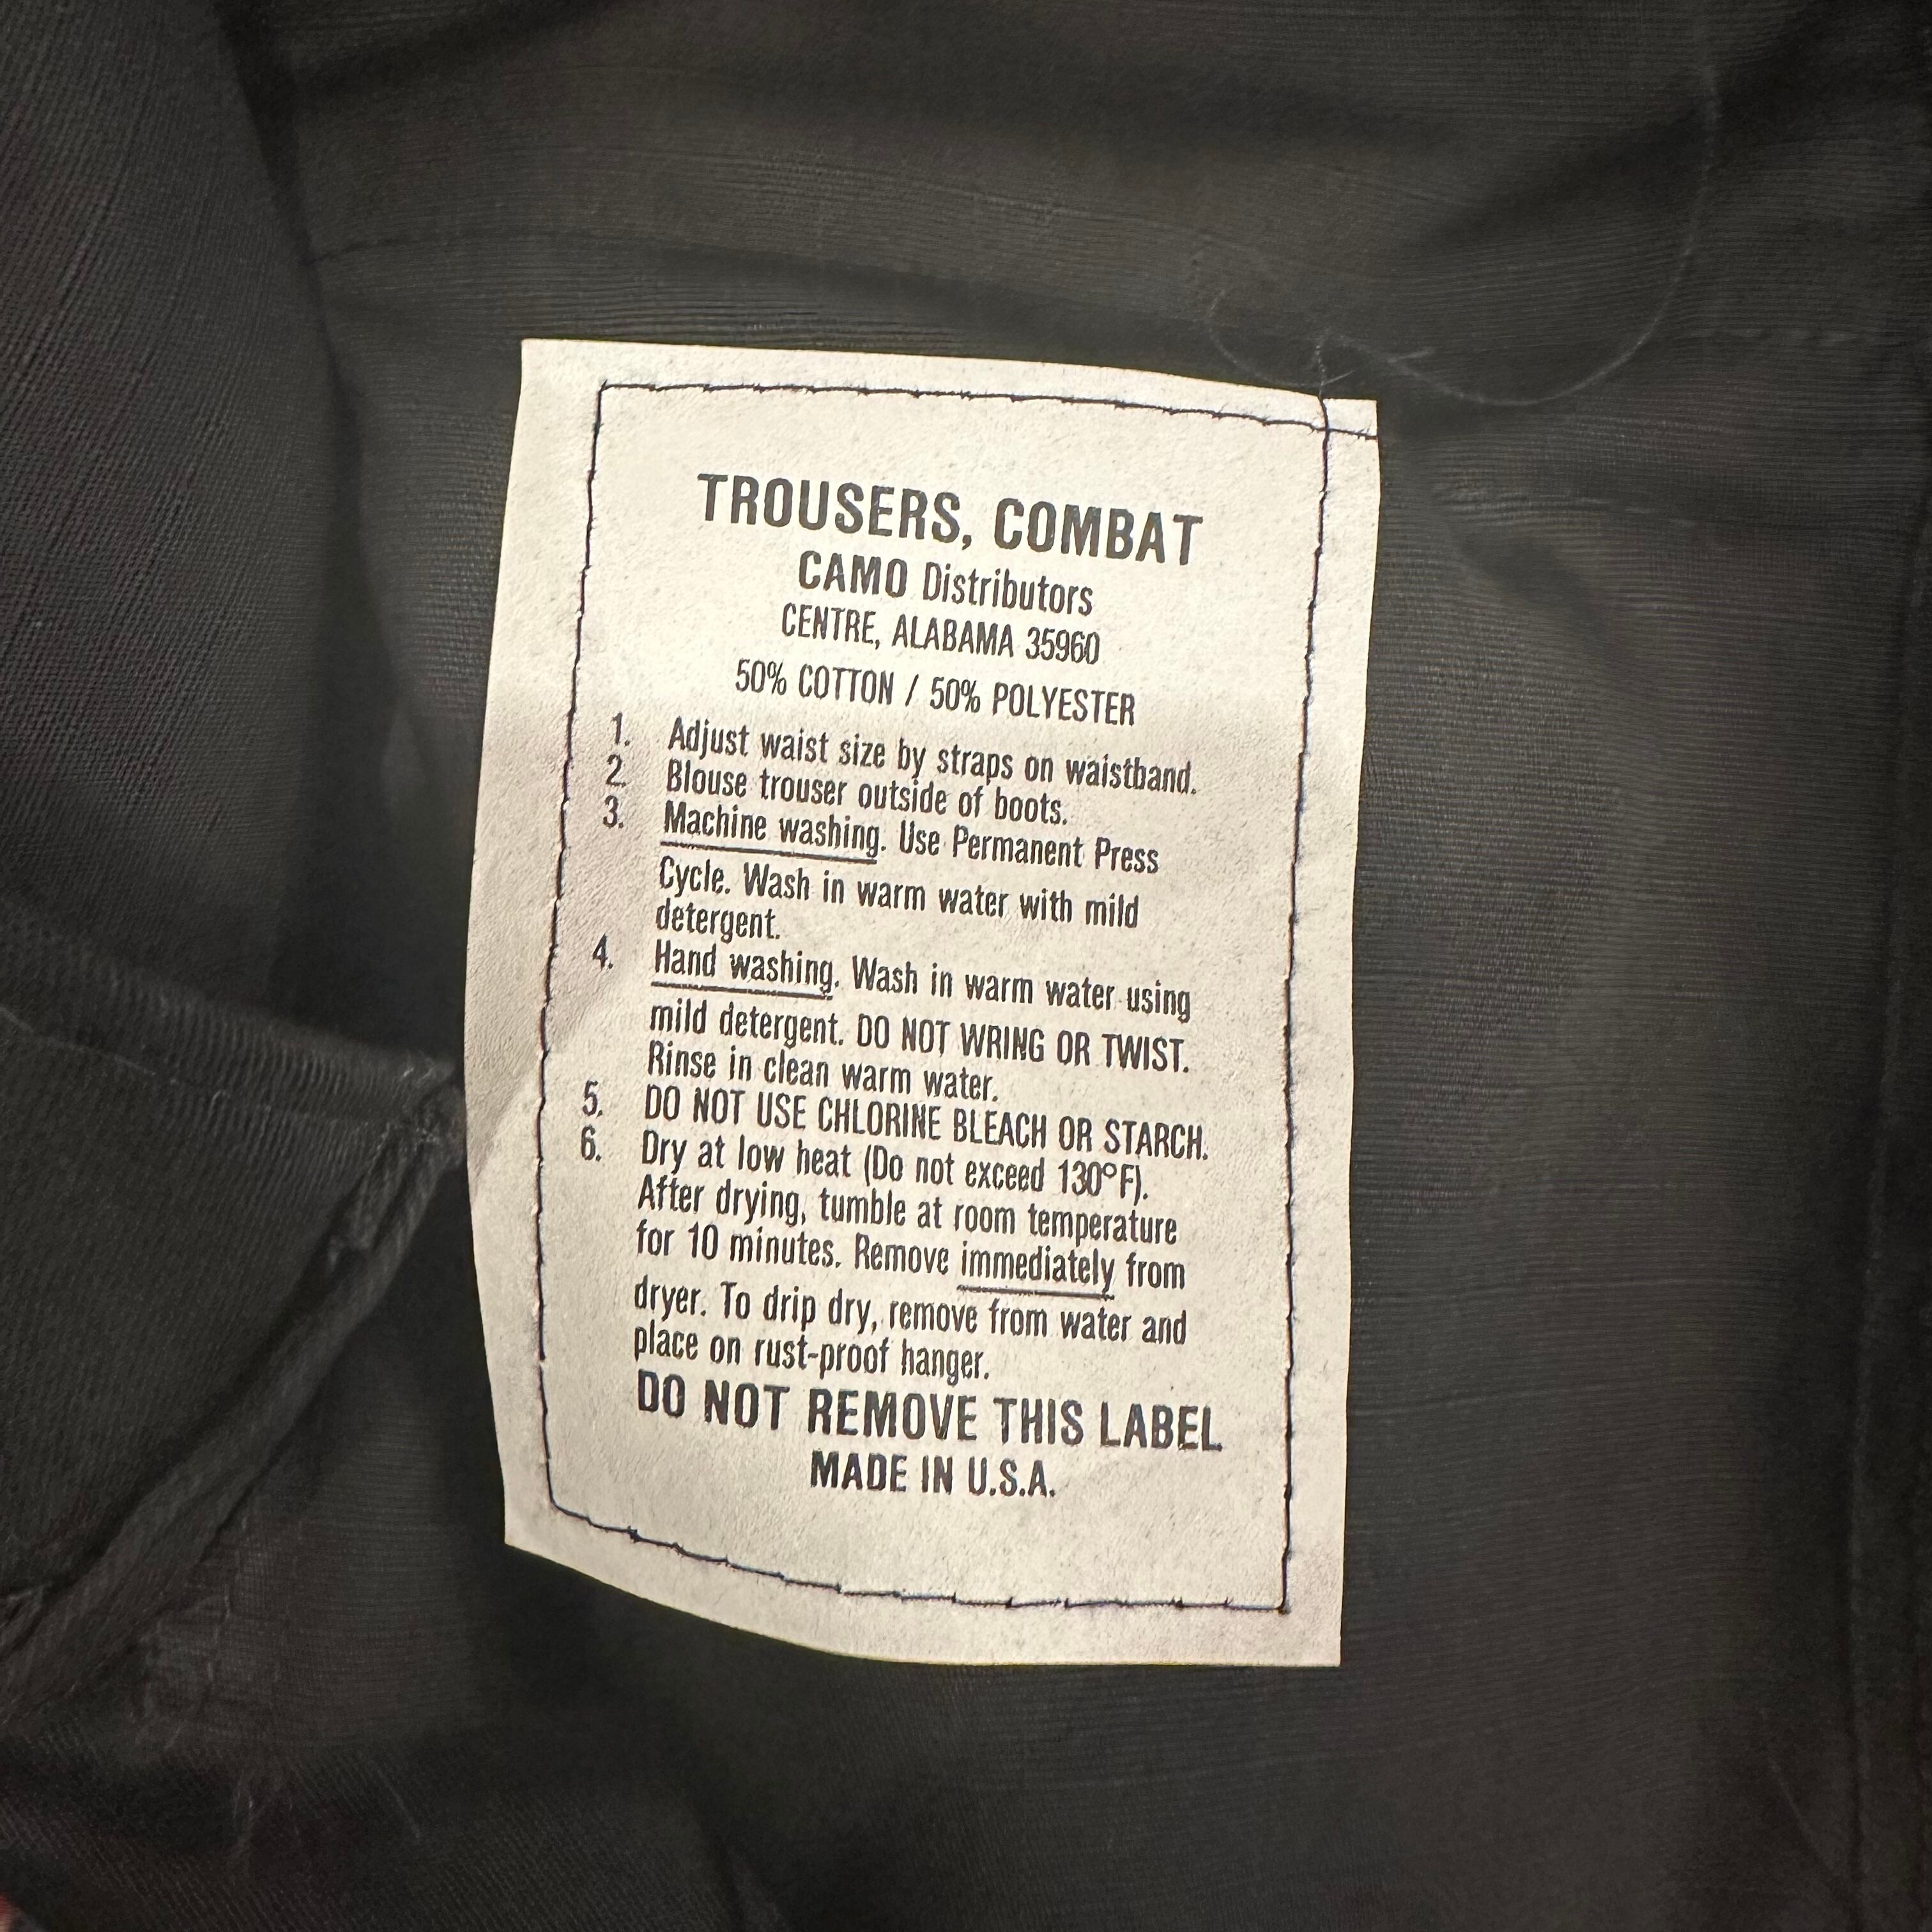 TROUSERS, COMBAT
CAMO Distributors
CENTRE, ALABAMA 35960
50% COTTON / 50% POLYESTER
1. Adjust waist size by straps on waistband.
2. Blouse trouser outside of boots.
3. Machine washing. Use Permanent Press
Cycle. Wash in warm water with mild
detergent.
4. Hand washing. Wash in warm water using
mild detergent. DO NOT WRING OR TWIST.
Rinse in clean warm water.
5. DO NOT USE CHLORINE BLEACH OR STARCH.
6. Dry at low heat (Do not exceed 130°F).
After drying, tumble at room temperature
for 10 minutes. Remove immediately from
dryer. To drip dry, remove from water and
place on rust-proof hanger.
DO NOT REMOVE THIS LABEL
MADE IN U.S.A.